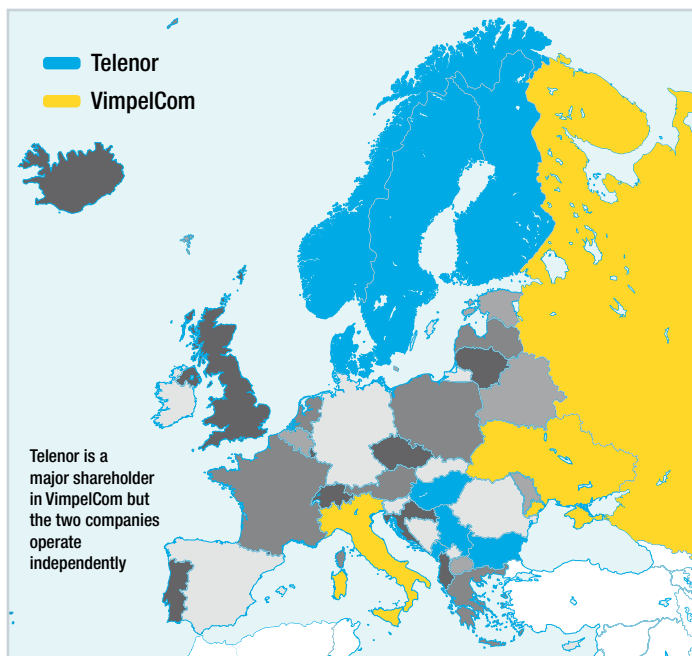 Telenor
VimpelCom
Telenor is a
major shareholder
in VimpelCom but
the two companies
operate
independently